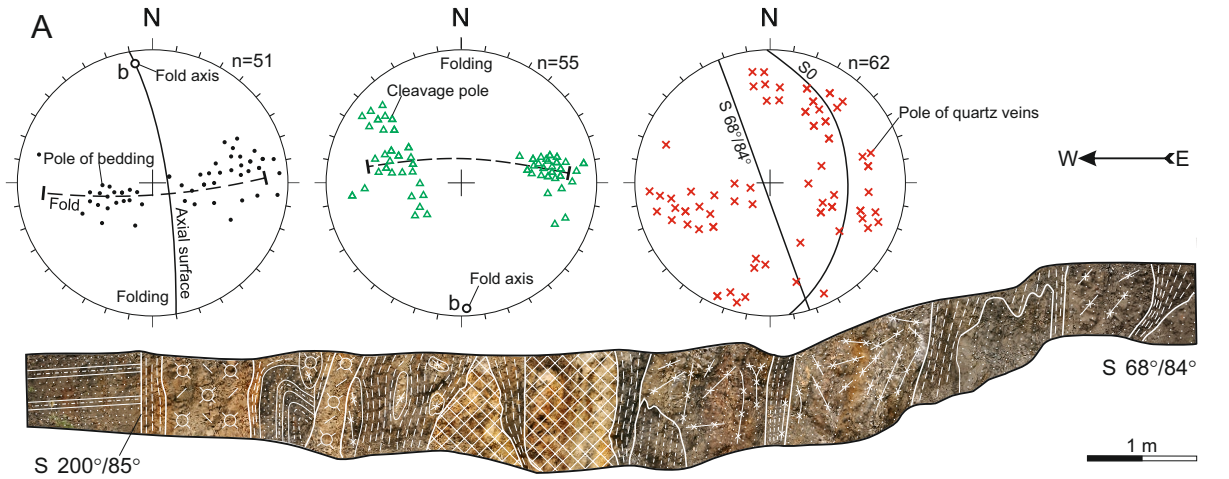 A
N
n=51
b
Fold axis
Pole of bedding
Fold
Axial surface
Folding
N
Folding
n=55
Cleavage pole
Fold axis
b
N
n=62
S0
S 68°/84°
Pole of quartz veins
W E
S 200°/85°
S 68°/84°
1 m